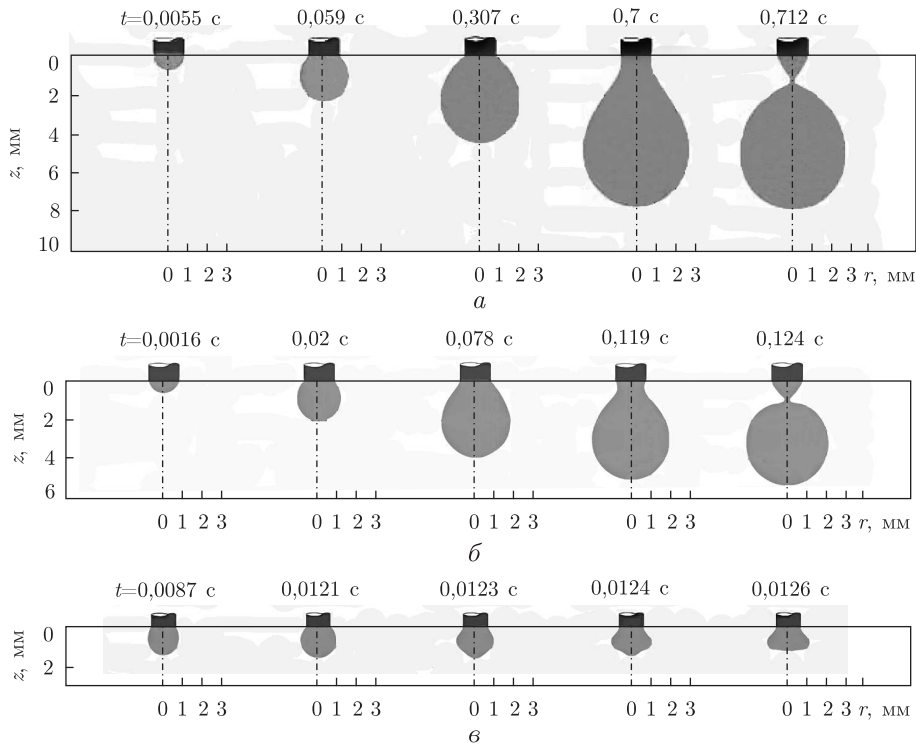 t=0,0055 с 0,059 с 0,307 с 0,7 с 0,712 с
0
2
4
6
8
10
z, мм
0 1 2 3 0 1 2 3 0 1 2 3 0 1 2 3 0 1 2 3 r, мм
а
t=0,0016 с 0,02 с 0,078 с 0,119 с 0,124 с
0
2
4
6
z, мм
0 1 2 3 0 1 2 3 0 1 2 3 0 1 2 3 0 1 2 3 r, мм
б
t=0,0087 с 0,0121 с 0,0123 с 0,0124 с 0,0126 с
0
2
z, мм
0 1 2 3 0 1 2 3 0 1 2 3 0 1 2 3 0 1 2 3 r, мм
в